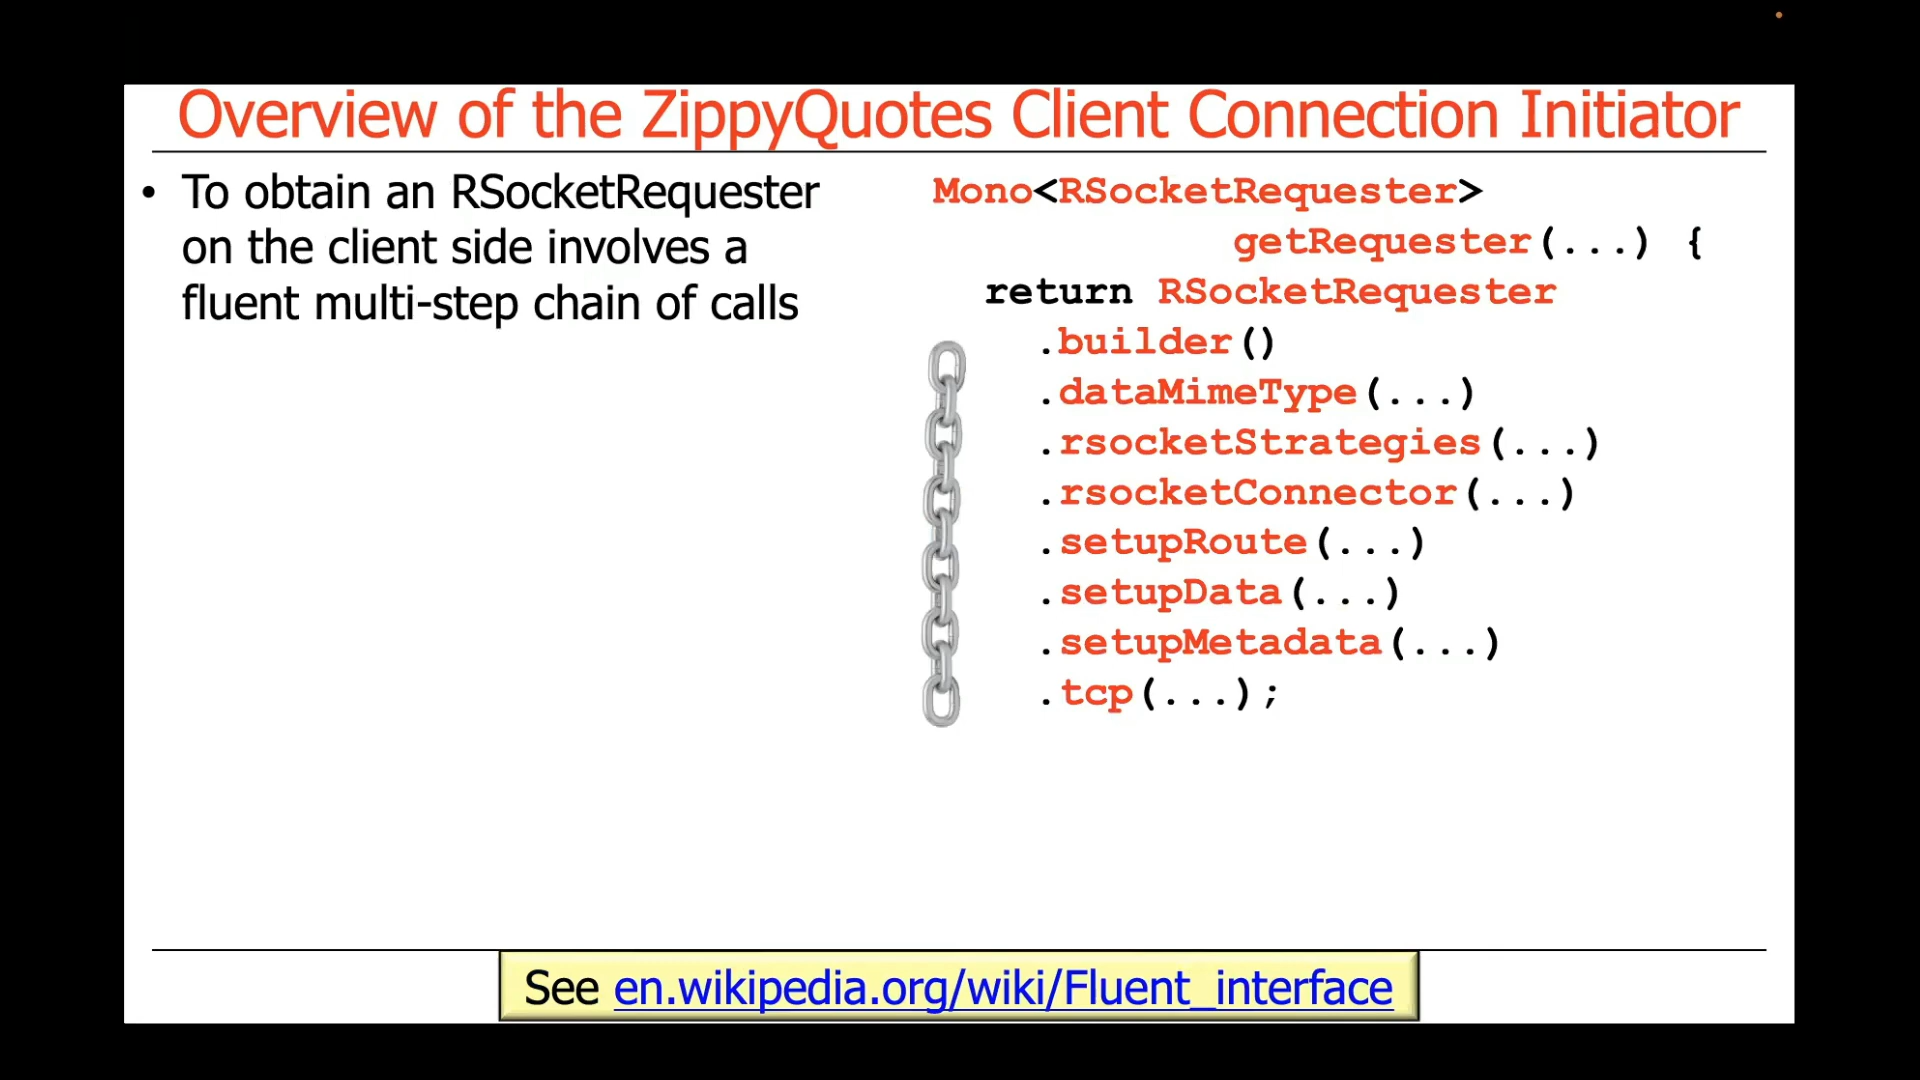 Overview of the ZippyQuotes Client Connection Initiator
• To obtain an RSocketRequester
on the client side involves a
fluent multi-step chain of calls
Mono<RSocketRequester>
getRequester(...) {
return RSocketRequester
.builder()
.dataMimeType(...)
.rsocketStrategies(...)
.rsocketConnector(...)
.setupRoute(...)
.setupData(...)
.setupMetadata(...)
.tcp(...);
See en.wikipedia.org/wiki/Fluent_interface